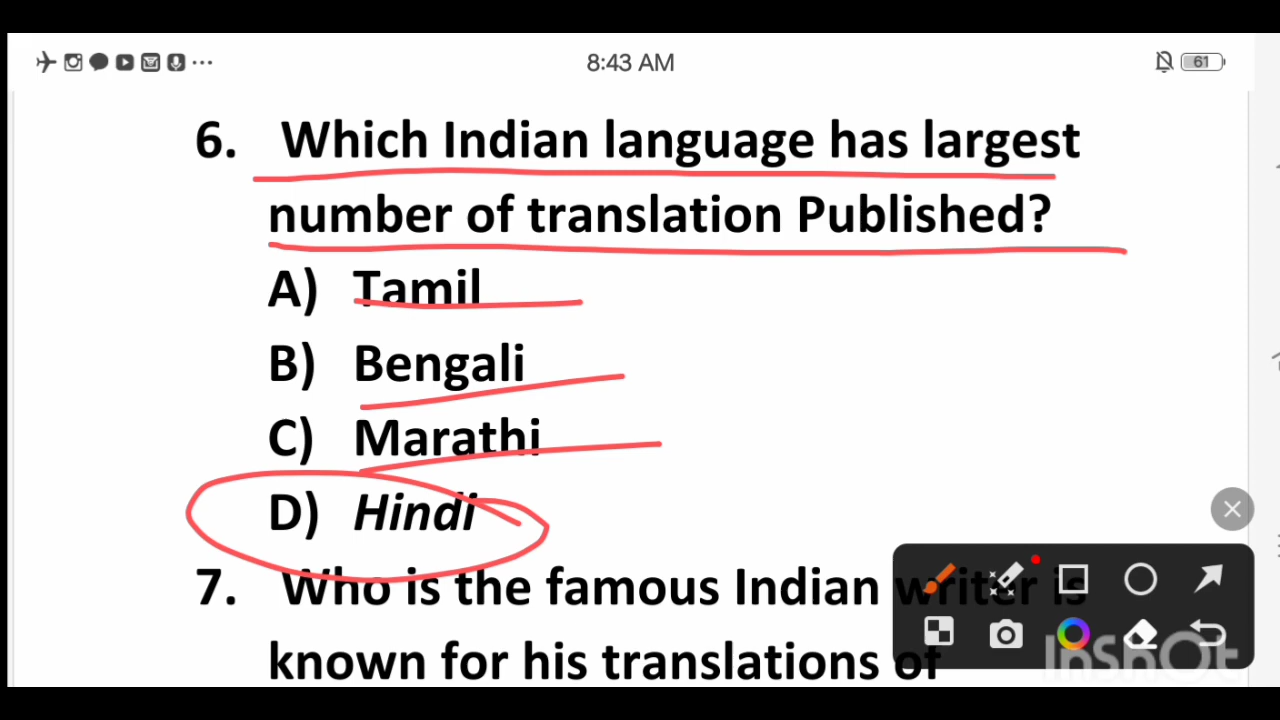 8:43 AM
61
6. Which Indian language has largest
number of translation Published?
A) Tamil
B) Bengali
C) Marathi
D) Hindi
7. Who is the famous Indian writer is
known for his translations of
InShOt